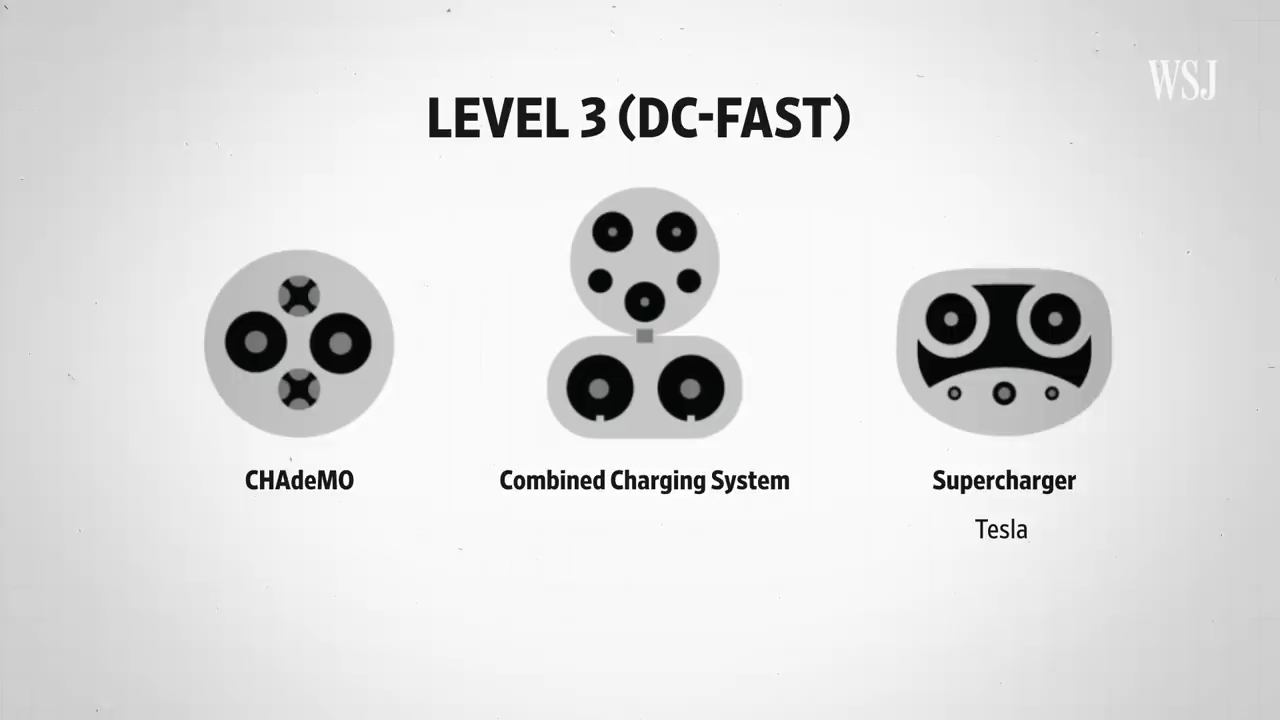 WSJ
LEVEL 3 (DC-FAST)
CHAdeMO
Combined Charging System
Supercharger
Tesla